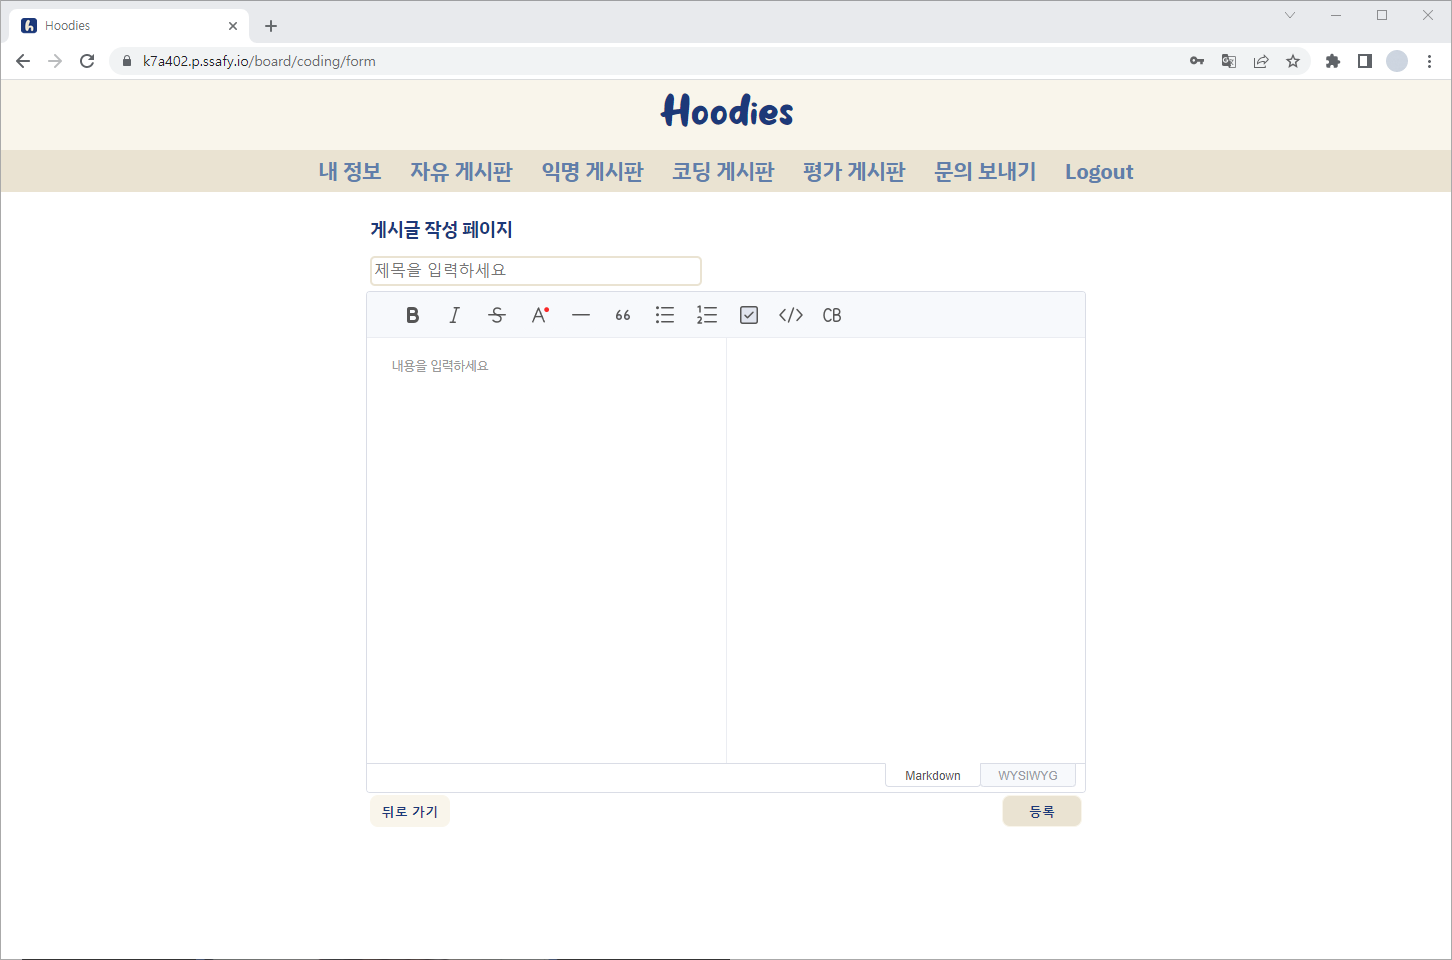 Hoodies
k7a402.p.ssafy.io/board/coding/form
Hoodies
내 정보 자유 게시판 익명 게시판 코딩 게시판 평가 게시판 문의 보내기 Logout
게시글 작성 페이지
제목을 입력하세요
B I S A 66 1 2 </> CB
내용을 입력하세요
Markdown WYSIWYG
뒤로 가기 등록